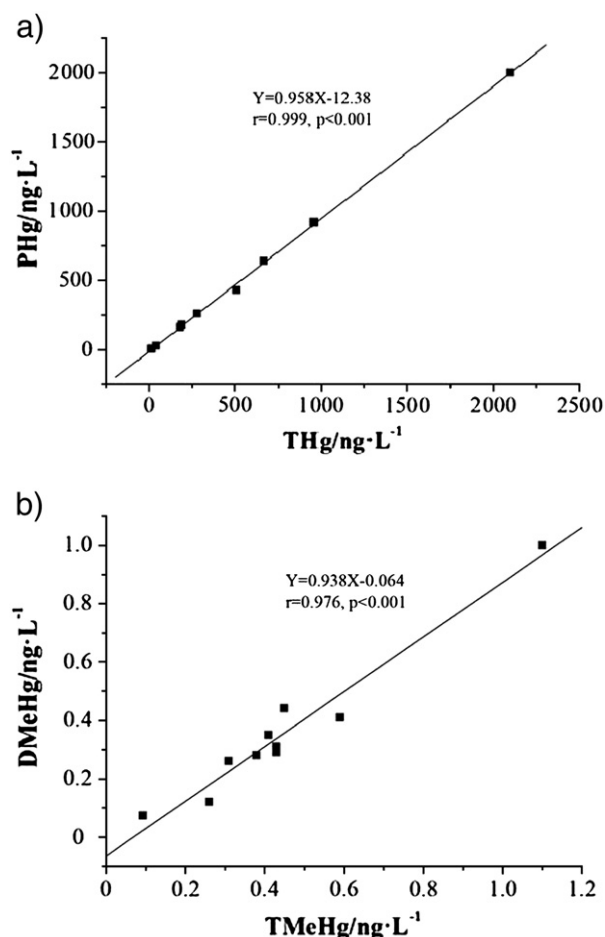 a)
2000
1500
1000
500
0
PHg/ng·L⁻¹
Y=0.958X-12.38
r=0.999, p<0.001
0 500 1000 1500 2000 2500
THg/ng·L⁻¹
b)
1.0
0.8
0.6
0.4
0.2
0
DMeHg/ng·L⁻¹
Y=0.938X-0.064
r=0.976, p<0.001
0 0.2 0.4 0.6 0.8 1.0 1.2
TMeHg/ng·L⁻¹